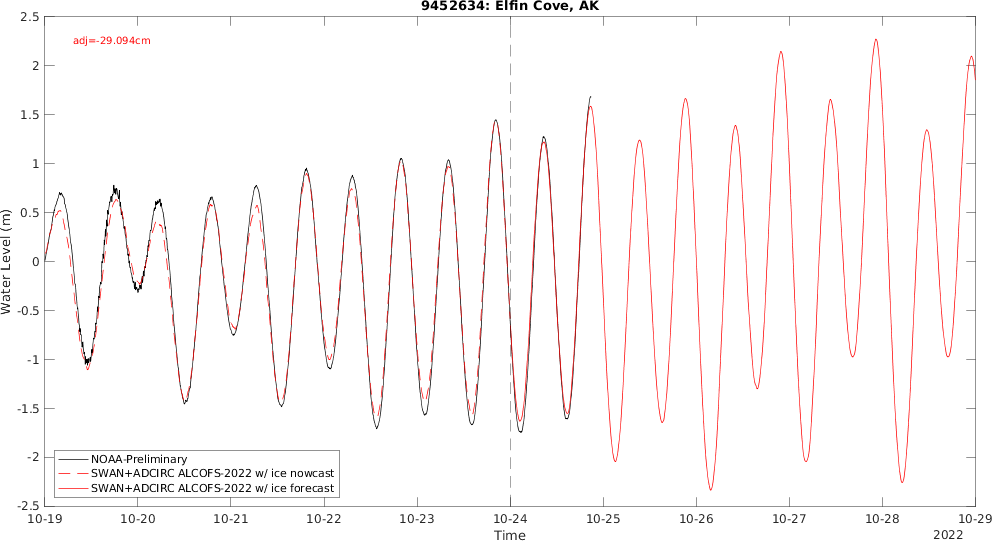 9452634: Elfin Cove, AK
adj=-29.094cm
Water Level (m)
2.5
2
1.5
1
0.5
0
-0.5
-1
-1.5
-2
-2.5
NOAA-Preliminary
SWAN+ADCIRC ALCOFS-2022 w/ ice nowcast
SWAN+ADCIRC ALCOFS-2022 w/ ice forecast
10-19 10-20 10-21 10-22 10-23 10-24 10-25 10-26 10-27 10-28 10-29
Time
2022